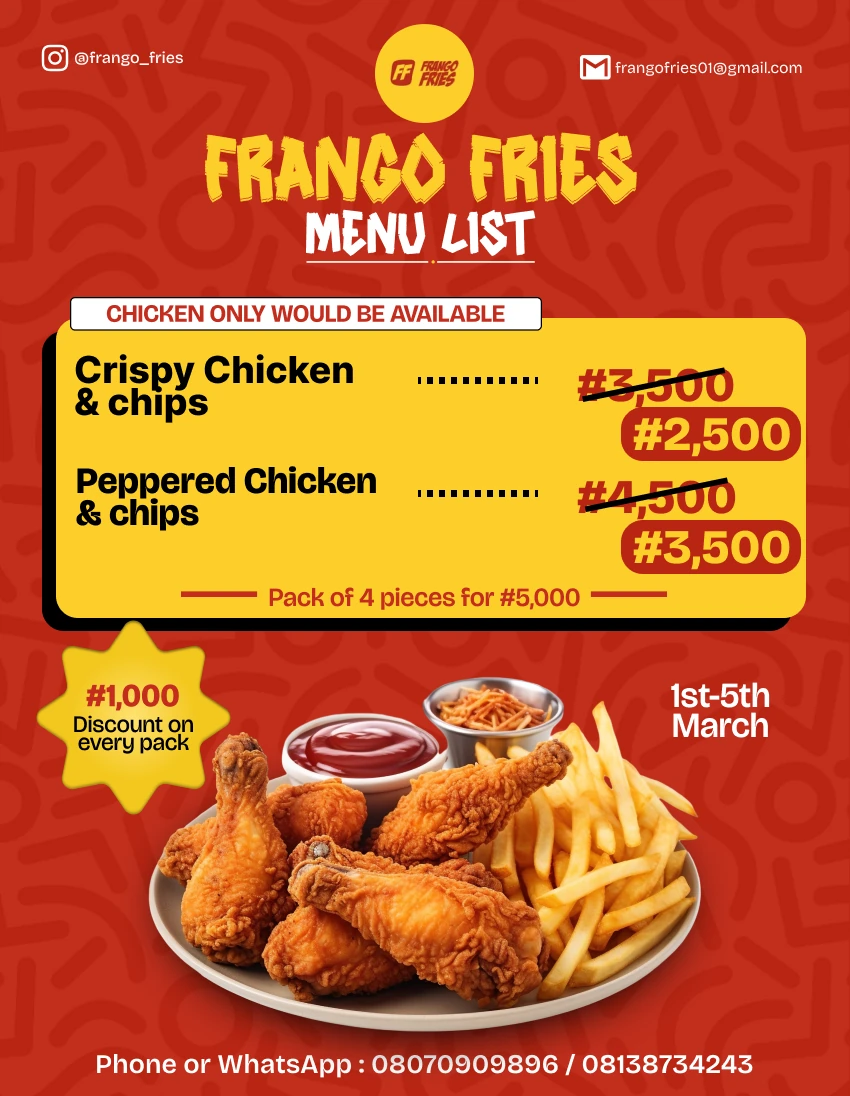 @frango_fries
FF FRANGO
FRIES
frangofries01@gmail.com
FRANGO FRIES
MENU LIST
CHICKEN ONLY WOULD BE AVAILABLE
Crispy Chicken
& chips
#3,500
#2,500
Peppered Chicken
& chips
#4,500
#3,500
Pack of 4 pieces for #5,000
#1,000
Discount on
every pack
1st-5th
March
Phone or WhatsApp : 08070909896 / 08138734243